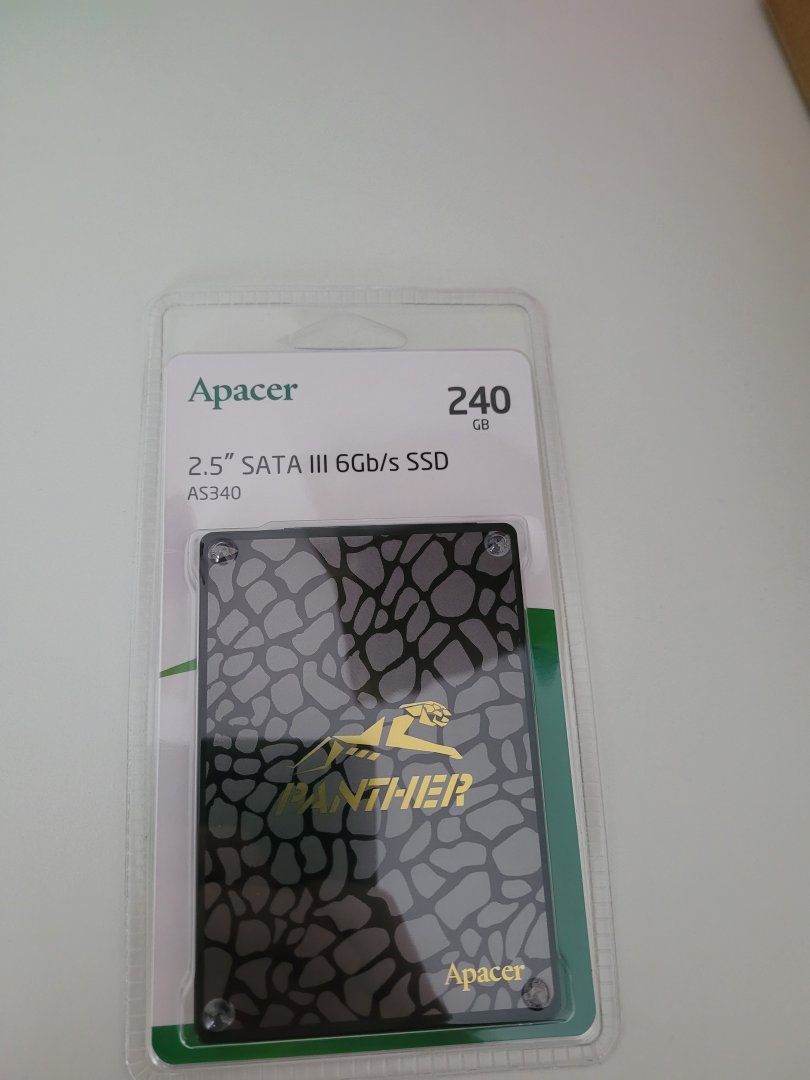 Apacer
240
GB
2.5″ SATA III 6Gb/s SSD
AS340
PANTHER
Apacer